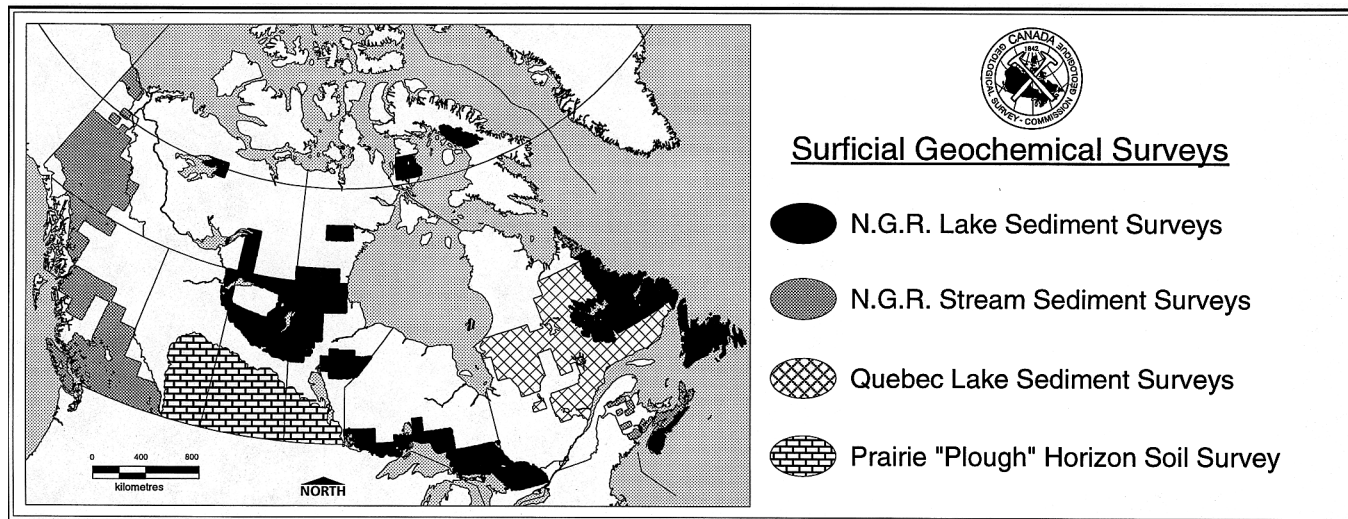 CANADA
1842
GEOLOGICAL SURVEY - COMMISSION GÉOLOGIQUE
Surficial Geochemical Surveys
N.G.R. Lake Sediment Surveys
N.G.R. Stream Sediment Surveys
Quebec Lake Sediment Surveys
Prairie "Plough" Horizon Soil Survey
0 400 800
kilometres
NORTH